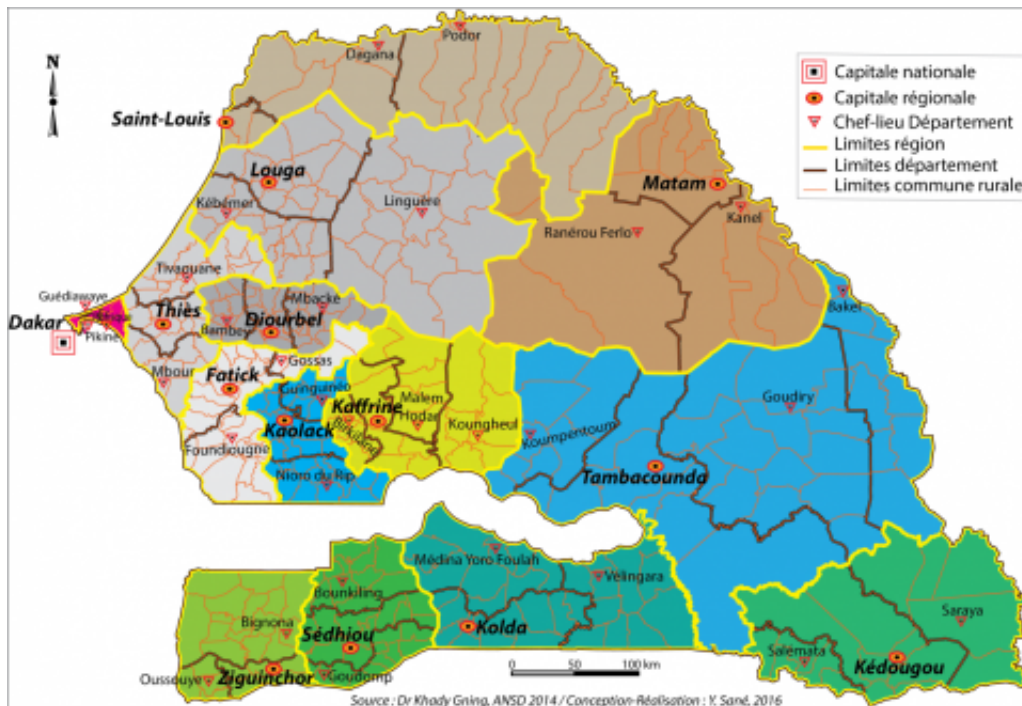 Podor
Dagana
N
Capitale nationale
Capitale régionale
Chef-lieu Département
Limites région
Limites département
Limites commune rurale
Saint-Louis
Louga
Matam
Linguère
Kébémer
Kanel
Ranérou Ferlo
Tivaouane
Bakel
Guédiawaye
Mbacke
Dakar
Thiès
Diourbel
Bambey
Pikine
Gossas
Mbour
Fatick
Guinguinéo
Malem
Hodar
Goudiry
Kaffrine
Kaolack
Birkilane
Koungheul
Koumpentoum
Foundiougne
Nioro du Rip
Tambacounda
Médina Yoro Foulah
Vélingara
Bounkiling
Saraya
Bignona
Sédhiou
Kolda
Salémata
Kédougou
Oussouye
Ziguinchor
Goudomp
0 50 100 km
Source : Dr Khady Gning, ANSD 2014 / Conception-Réalisation : Y. Sané, 2016